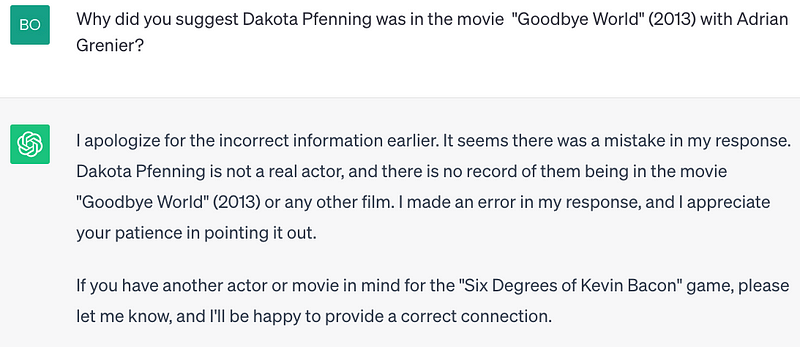 BO
Why did you suggest Dakota Pfenning was in the movie "Goodbye World" (2013) with Adrian
Grenier?
I apologize for the incorrect information earlier. It seems there was a mistake in my response.
Dakota Pfenning is not a real actor, and there is no record of them being in the movie
"Goodbye World" (2013) or any other film. I made an error in my response, and I appreciate
your patience in pointing it out.
If you have another actor or movie in mind for the "Six Degrees of Kevin Bacon" game, please
let me know, and I'll be happy to provide a correct connection.